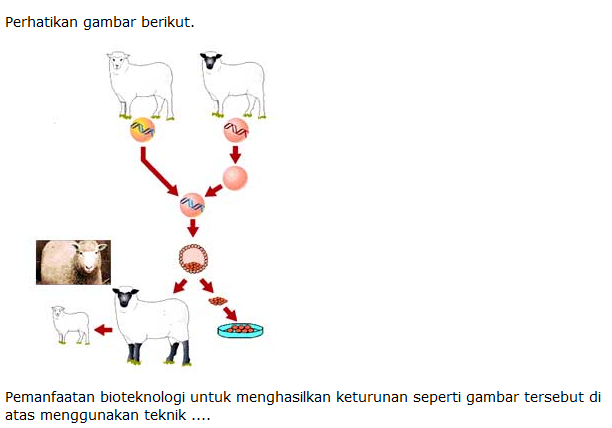 Perhatikan gambar berikut.
Pemanfaatan bioteknologi untuk menghasilkan keturunan seperti gambar tersebut di
atas menggunakan teknik ....